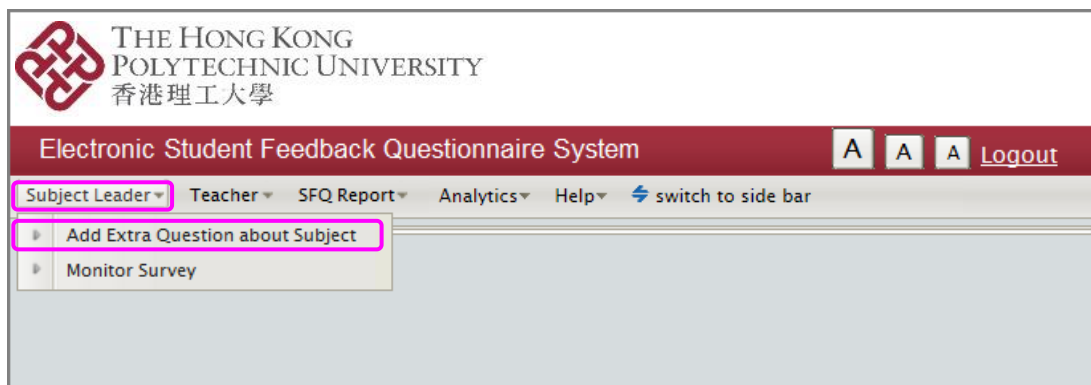 THE HONG KONG
POLYTECHNIC UNIVERSITY
香港理工大學
Electronic Student Feedback Questionnaire System
A A A Logout
Subject Leader Teacher SFQ Report Analytics Help switch to side bar
Add Extra Question about Subject
Monitor Survey